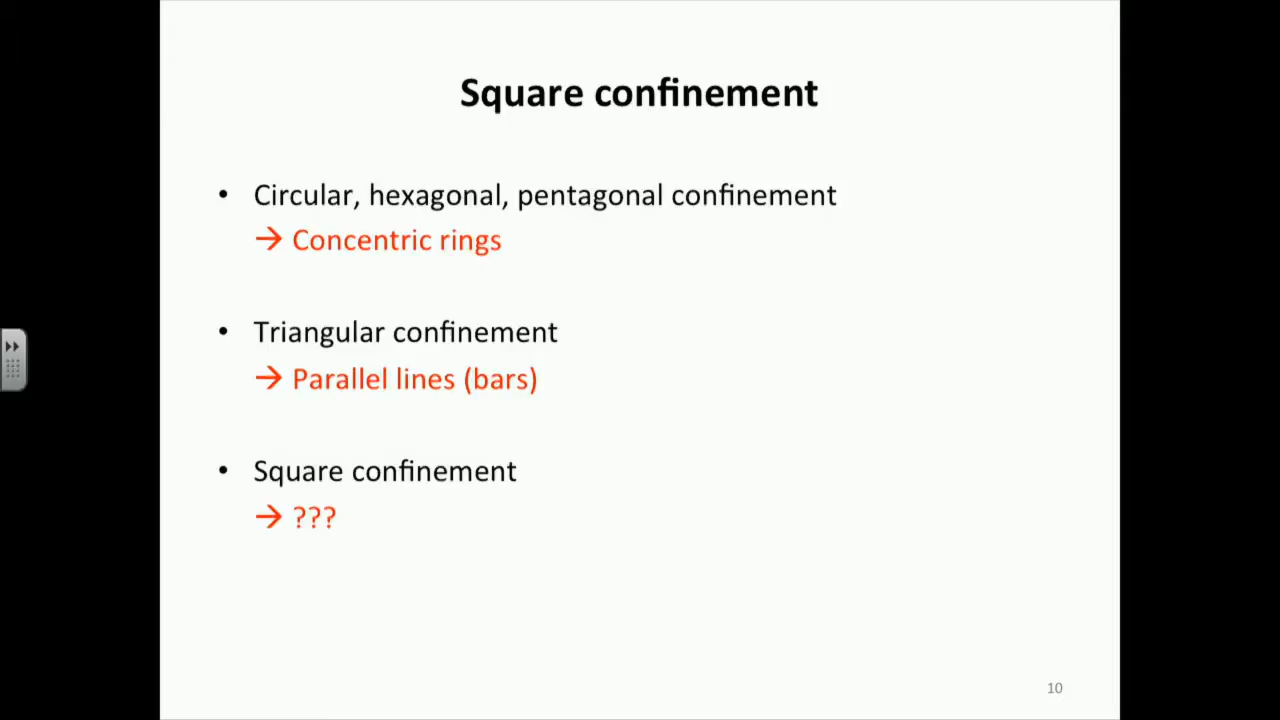 Square confinement
• Circular, hexagonal, pentagonal confinement
→ Concentric rings
• Triangular confinement
→ Parallel lines (bars)
• Square confinement
→ ???
10